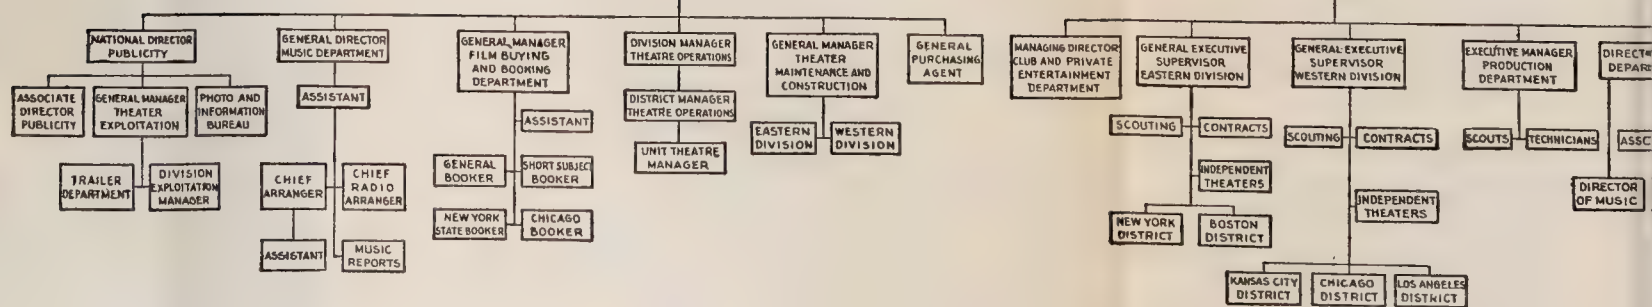 NATIONAL DIRECTOR
PUBLICITY
ASSOCIATE
DIRECTOR
PUBLICITY
GENERAL MANAGER
THEATER
EXPLOITATION
PHOTO AND
INFORMATION
BUREAU
TRAILER
DEPARTMENT
DIVISION
EXPLOITATION
MANAGER
GENERAL DIRECTOR
MUSIC DEPARTMENT
ASSISTANT
CHIEF
ARRANGER
CHIEF
RADIO
ARRANGER
ASSISTANT
MUSIC
REPORTS
GENERAL MANAGER
FILM BUYING
AND BOOKING
DEPARTMENT
ASSISTANT
GENERAL
BOOKER
SHORT SUBJECT
BOOKER
NEW YORK
STATE BOOKER
CHICAGO
BOOKER
DIVISION MANAGER
THEATRE OPERATIONS
DISTRICT MANAGER
THEATRE OPERATIONS
UNIT THEATRE
MANAGER
GENERAL MANAGER
THEATER
MAINTENANCE AND
CONSTRUCTION
EASTERN
DIVISION
WESTERN
DIVISION
GENERAL
PURCHASING
AGENT
MANAGING DIRECTOR
CLUB AND PRIVATE
ENTERTAINMENT
DEPARTMENT
GENERAL EXECUTIVE
SUPERVISOR
EASTERN DIVISION
SCOUTING
CONTRACTS
INDEPENDENT
THEATERS
NEW YORK
DISTRICT
BOSTON
DISTRICT
GENERAL EXECUTIVE
SUPERVISOR
WESTERN DIVISION
SCOUTING
CONTRACTS
INDEPENDENT
THEATERS
KANSAS CITY
DISTRICT
CHICAGO
DISTRICT
LOS ANGELES
DISTRICT
EXECUTIVE MANAGER
PRODUCTION
DEPARTMENT
SCOUTS
TECHNICIANS
DIRECTOR
OF MUSIC